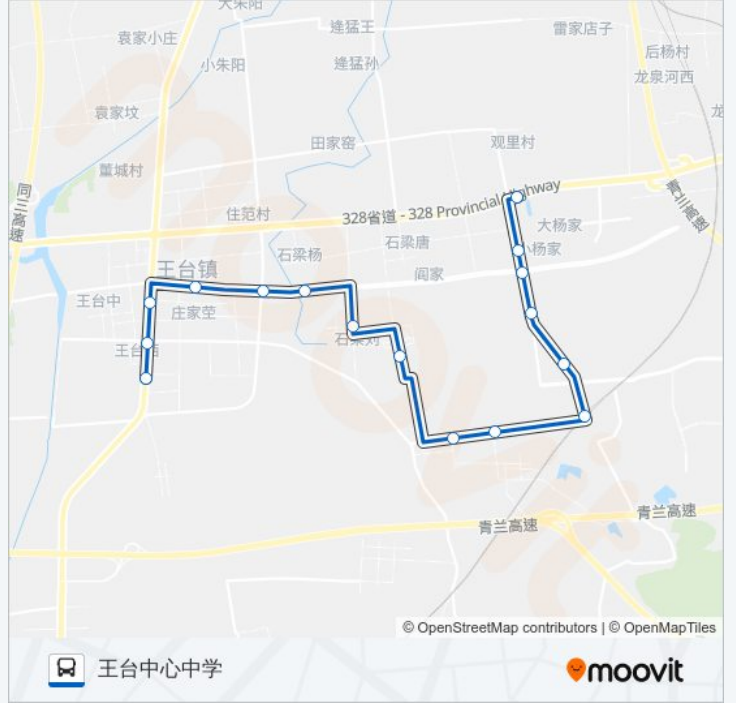 大朱阳
袁家小庄
逄猛王
雷家店子
后杨村
小朱阳
逄猛孙
龙泉河西
袁家坟
龙
田家窑
观里村
董城村
同三高速
328省道 - 328 Provincial Highway
青兰高速
住范村
大杨家
石梁唐
小杨家
石梁杨
王台镇
阎家
王台中
庄家茔
石梁刘
王台西
青兰高速
青兰高速
© OpenStreetMap contributors | © OpenMapTiles
王台中心中学
moovit